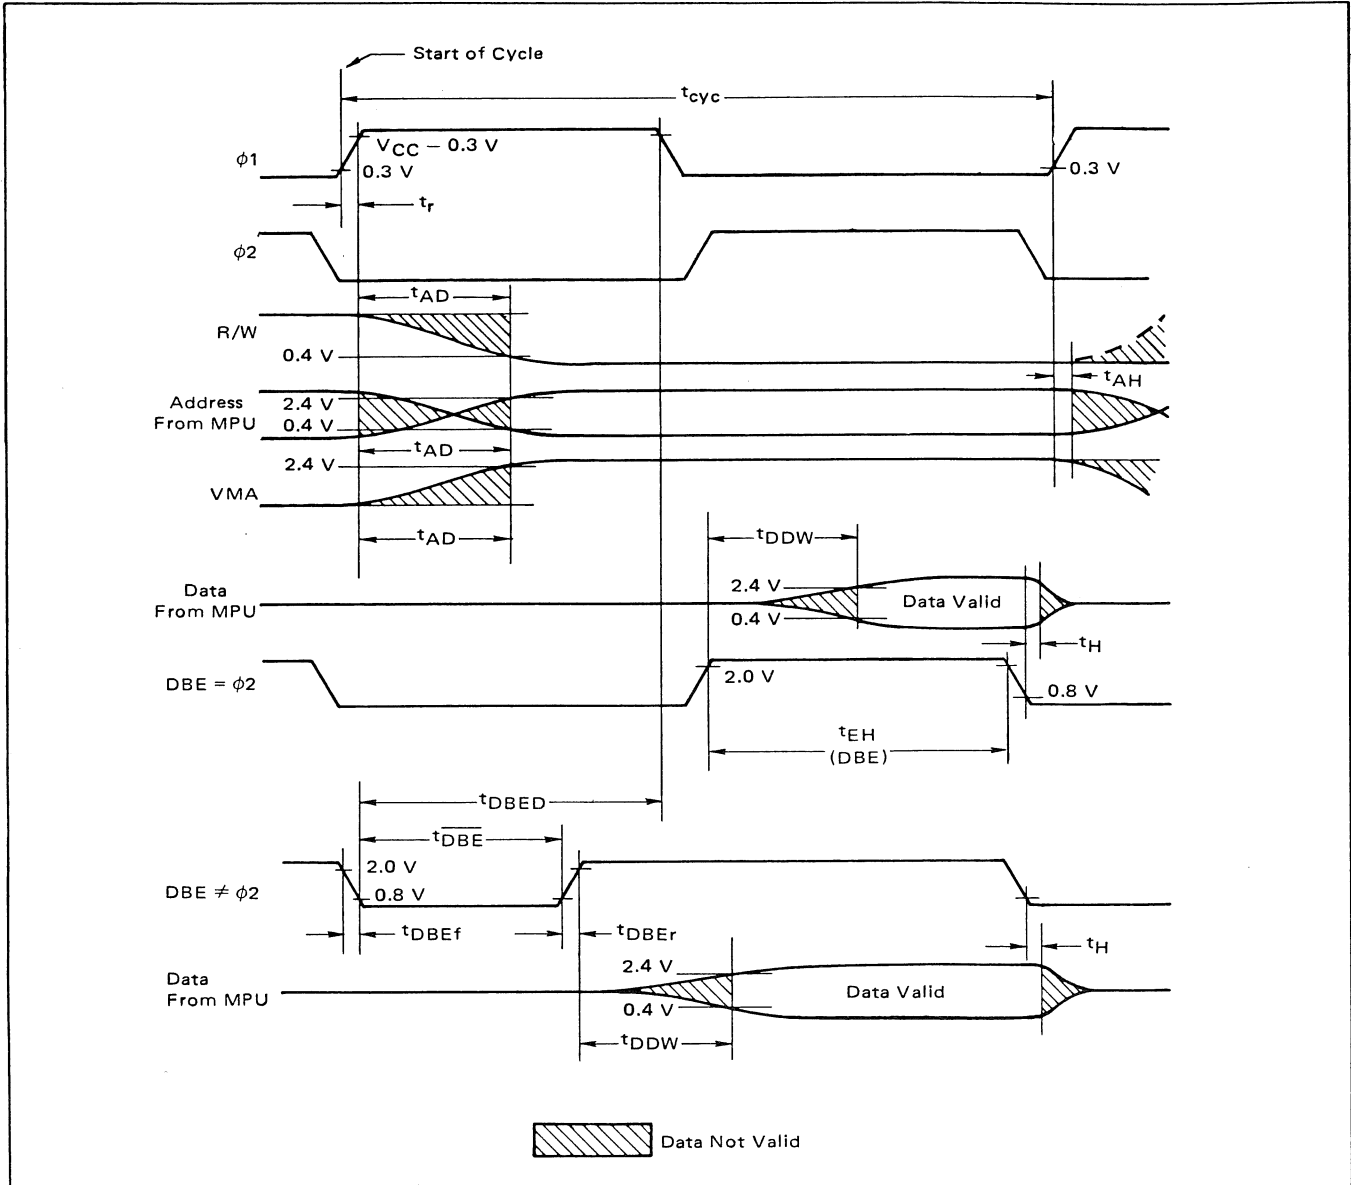 Start of Cycle
tcyc
ϕ1
VCC – 0.3 V
0.3 V
0.3 V
tr
ϕ2
tAD
R/W
0.4 V
tAH
Address
From MPU
2.4 V
0.4 V
tAD
2.4 V
VMA
tAD
tDDW
Data
From MPU
2.4 V
0.4 V
Data Valid
tH
DBE = ϕ2
2.0 V
0.8 V
tEH
(DBE)
tDBED
tD̅B̅E̅
DBE ≠ ϕ2
2.0 V
0.8 V
tDBEf
tDBEr
tH
Data
From MPU
2.4 V
0.4 V
Data Valid
tDDW
Data Not Valid